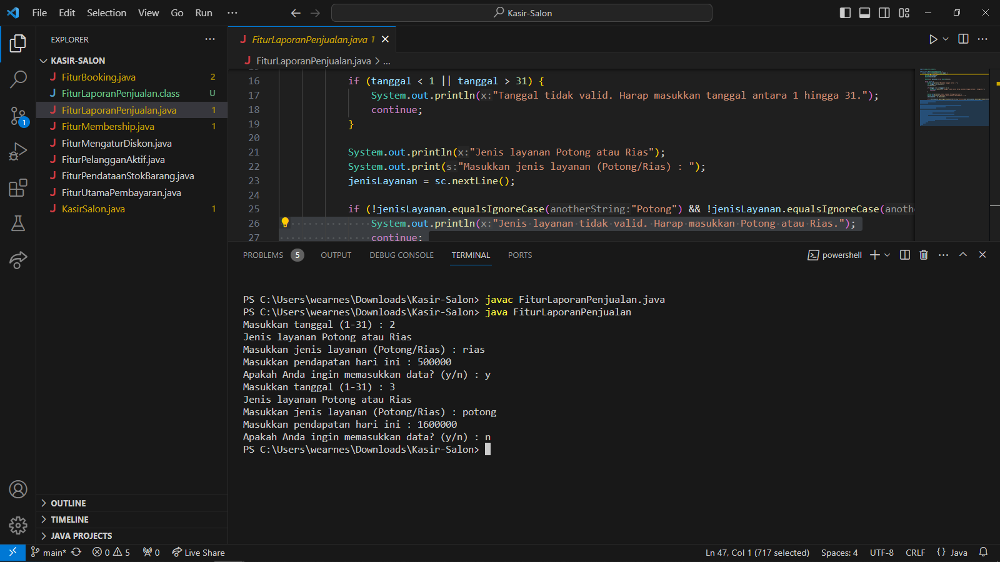 File Edit Selection View Go Run ···
Kasir-Salon
EXPLORER
KASIR-SALON
FiturBooking.java 2
FiturLaporanPenjualan.class U
FiturLaporanPenjualan.java 1
FiturMembership.java 1
FiturMengaturDiskon.java
FiturPelangganAktif.java
FiturPendataanStokBarang.java
FiturUtamaPembayaran.java
KasirSalon.java 1
OUTLINE
TIMELINE
JAVA PROJECTS
FiturLaporanPenjualan.java 1
FiturLaporanPenjualan.java > ...
16 if (tanggal < 1 || tanggal > 31) {
17 System.out.println(x:"Tanggal tidak valid. Harap masukkan tanggal antara 1 hingga 31.");
18 continue;
19 }
20
21 System.out.println(x:"Jenis layanan Potong atau Rias");
22 System.out.print(s:"Masukkan jenis layanan (Potong/Rias) : ");
23 jenisLayanan = sc.nextLine();
24
25 if (!jenisLayanan.equalsIgnoreCase(anotherString:"Potong") && !jenisLayanan.equalsIgnoreCase(anoth
26 System.out.println(x:"Jenis layanan tidak valid. Harap masukkan Potong atau Rias.");
27 continue;
PROBLEMS 5 OUTPUT DEBUG CONSOLE TERMINAL PORTS
powershell
PS C:\Users\wearnes\Downloads\Kasir-Salon> javac FiturLaporanPenjualan.java
PS C:\Users\wearnes\Downloads\Kasir-Salon> java FiturLaporanPenjualan
Masukkan tanggal (1-31) : 2
Jenis layanan Potong atau Rias
Masukkan jenis layanan (Potong/Rias) : rias
Masukkan pendapatan hari ini : 500000
Apakah Anda ingin memasukkan data? (y/n) : y
Masukkan tanggal (1-31) : 3
Jenis layanan Potong atau Rias
Masukkan jenis layanan (Potong/Rias) : potong
Masukkan pendapatan hari ini : 1600000
Apakah Anda ingin memasukkan data? (y/n) : n
PS C:\Users\wearnes\Downloads\Kasir-Salon>
main* 0 5 0 Live Share
Ln 47, Col 1 (717 selected) Spaces: 4 UTF-8 CRLF {} Java